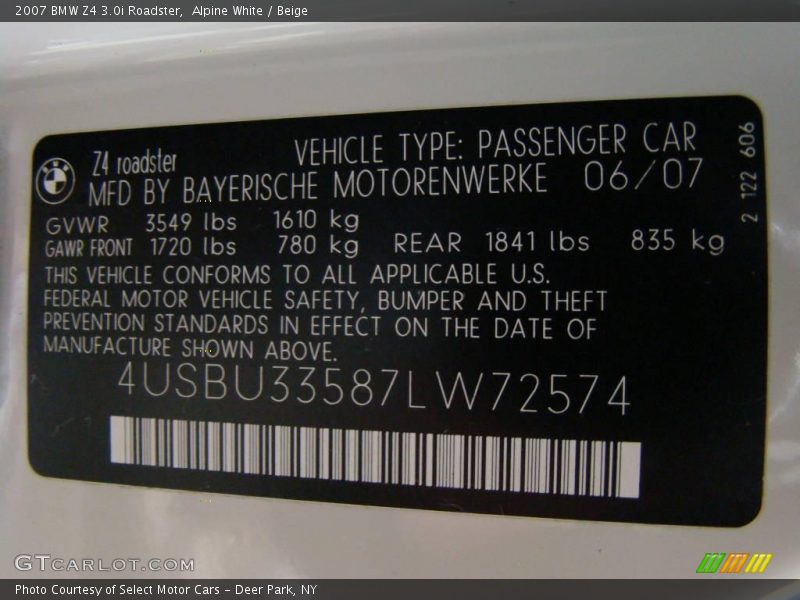 2007 BMW Z4 3.0i Roadster,  Alpine White / Beige
Z4 roadster
VEHICLE TYPE: PASSENGER CAR
MFD BY BAYERISCHE MOTORENWERKE 06/07
GVWR 3549 lbs 1610 kg
GAWR FRONT 1720 lbs 780 kg REAR 1841 lbs 835 kg
THIS VEHICLE CONFORMS TO ALL APPLICABLE U.S.
FEDERAL MOTOR VEHICLE SAFETY, BUMPER AND THEFT
PREVENTION STANDARDS IN EFFECT ON THE DATE OF
MANUFACTURE SHOWN ABOVE.
4USBU33587LW72574
2 122 606
GTCARLOT.COM
Photo Courtesy of Select Motor Cars - Deer Park, NY